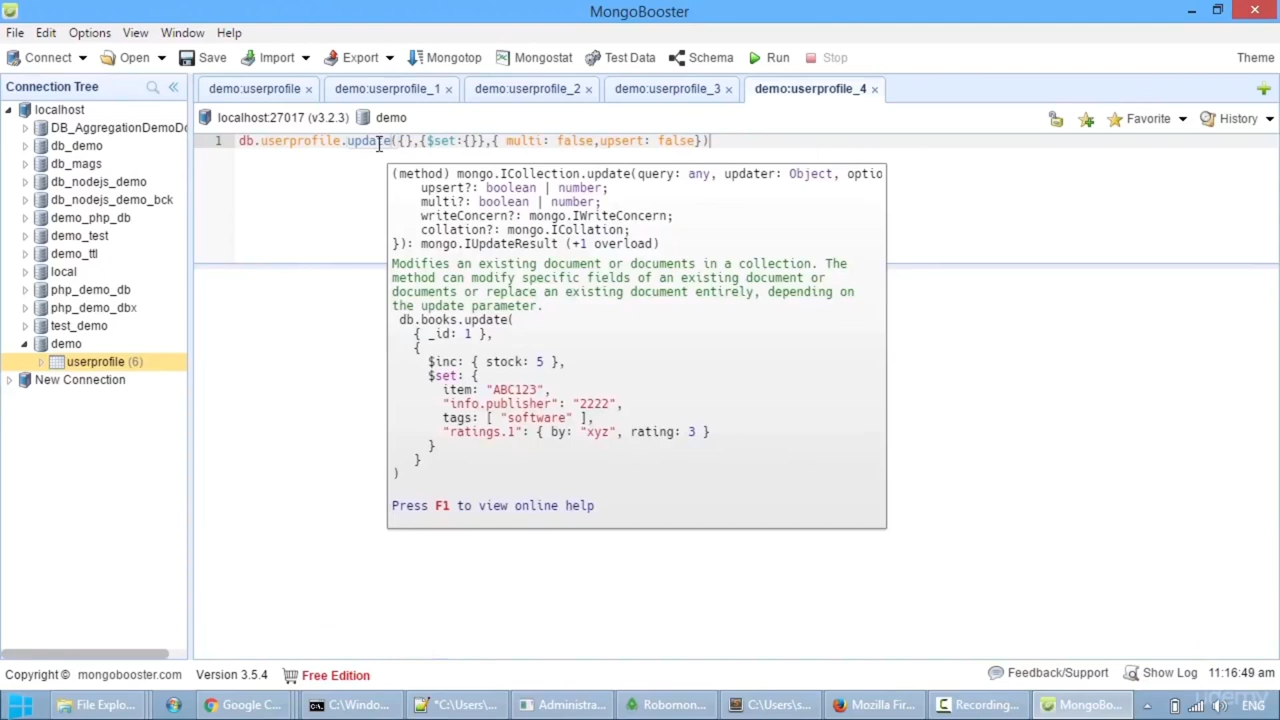 MongoBooster
File Edit Options View Window Help
Connect Open Save Import Export Mongotop Mongostat Test Data Schema Run Stop Theme
Connection Tree
demo:userprofile × demo:userprofile_1 × demo:userprofile_2 × demo:userprofile_3 × demo:userprofile_4 ×
localhost:27017 (v3.2.3) demo Favorite History
localhost
DB_AggregationDemoDo
db_demo
db_mags
db_nodejs_demo
db_nodejs_demo_bck
demo_php_db
demo_test
demo_ttl
local
php_demo_db
php_demo_dbx
test_demo
demo
userprofile (6)
New Connection
1 db.userprofile.update({},{$set:{}},{ multi: false,upsert: false})
(method) mongo.ICollection.update(query: any, updater: Object, optio
upsert?: boolean | number;
multi?: boolean | number;
writeConcern?: mongo.IWriteConcern;
collation?: mongo.ICollation;
}): mongo.IUpdateResult (+1 overload)
Modifies an existing document or documents in a collection. The
method can modify specific fields of an existing document or
documents or replace an existing document entirely, depending on
the update parameter.
db.books.update(
{ _id: 1 },
{
$inc: { stock: 5 },
$set: {
item: "ABC123",
"info.publisher": "2222",
tags: [ "software" ],
"ratings.1": { by: "xyz", rating: 3 }
}
}
)
Press F1 to view online help
Copyright © mongobooster.com Version 3.5.4 Free Edition Feedback/Support Show Log 11:16:49 am
File Explo... Google C... C:\Windo... *C:\Users\... Administra... Robomon... C:\Users\s... Mozilla Fir... Recording... MongoBo... ENG
udemy